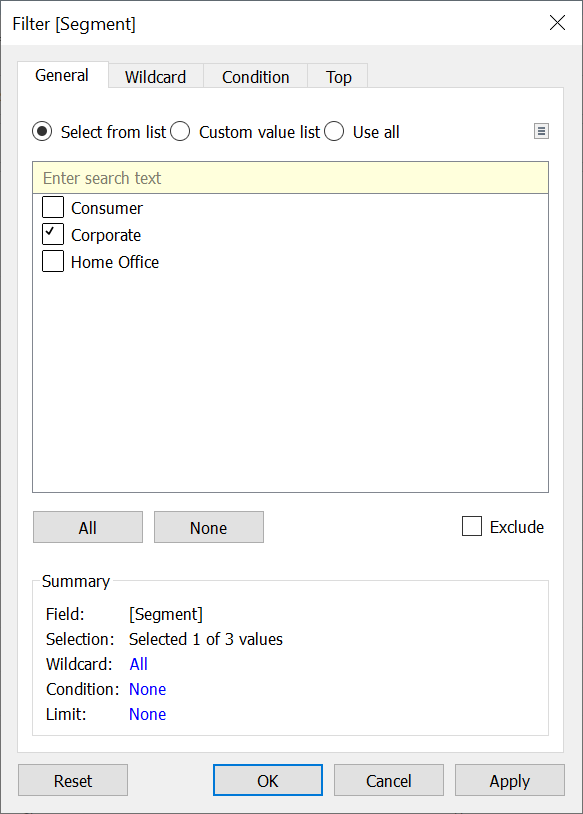 Filter [Segment]
General Wildcard Condition Top
Select from list Custom value list Use all
Enter search text
Consumer
Corporate
Home Office
All None Exclude
Summary
Field: [Segment]
Selection: Selected 1 of 3 values
Wildcard: All
Condition: None
Limit: None
Reset OK Cancel Apply